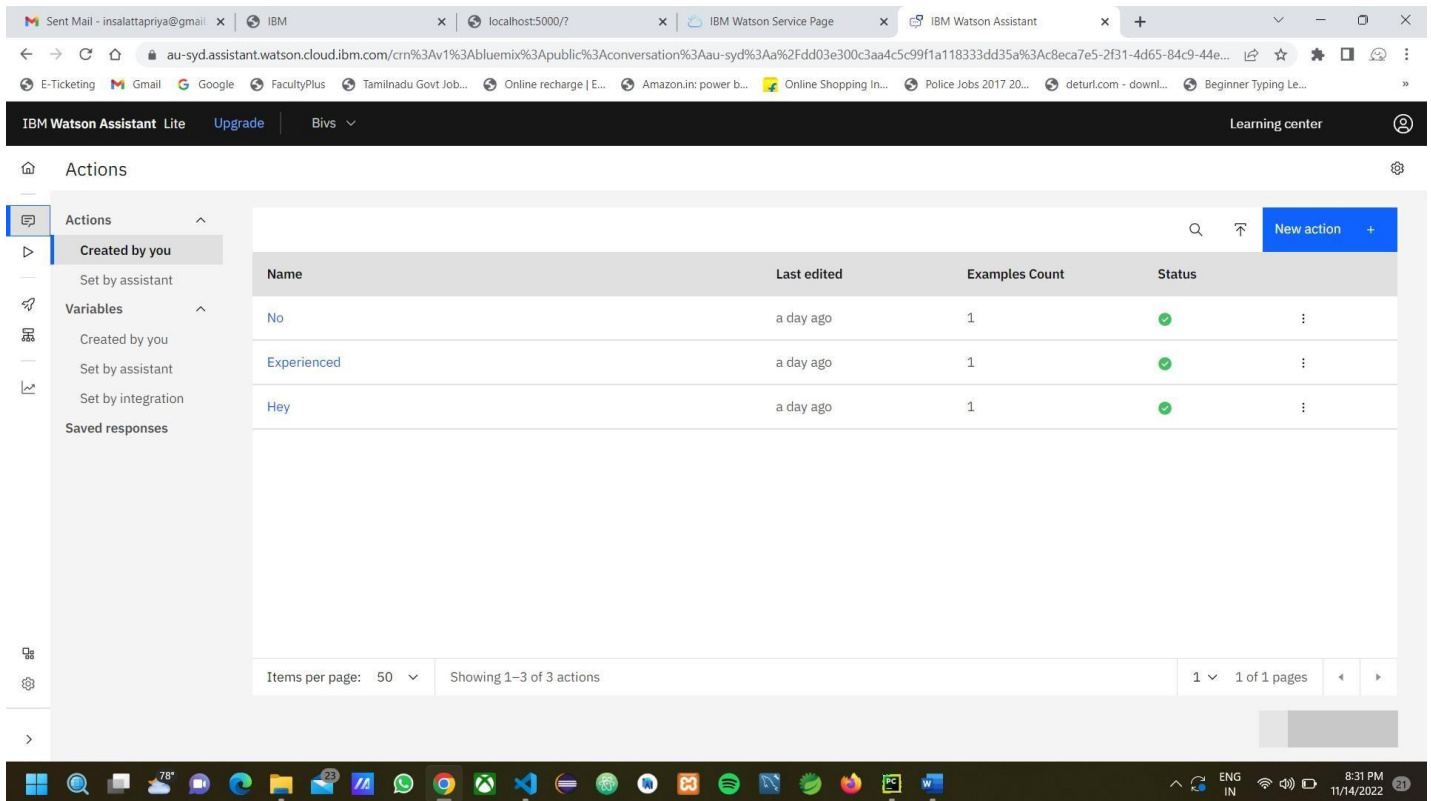 Sent Mail - insalattapriya@gmail
IBM
localhost:5000/?
IBM Watson Service Page
IBM Watson Assistant
au-syd.assistant.watson.cloud.ibm.com/crn%3Av1%3Abluemix%3Apublic%3Aconversation%3Aau-syd%3Aa%2Fdd03e300c3aa4c5c99f1a118333dd35a%3Ac8eca7e5-2f31-4d65-84c9-44e...
E-Ticketing
Gmail
Google
FacultyPlus
Tamilnadu Govt Job...
Online recharge | E...
Amazon.in: power b...
Online Shopping In...
Police Jobs 2017 20...
deturl.com - downl...
Beginner Typing Le...
»
IBM Watson Assistant Lite
Upgrade
Bivs
Learning center
Actions
Actions
Created by you
Set by assistant
Variables
Created by you
Set by assistant
Set by integration
Saved responses
New action +
Name Last edited Examples Count Status
No a day ago 1
Experienced a day ago 1
Hey a day ago 1
Items per page: 50
Showing 1–3 of 3 actions
1
1 of 1 pages
78°
23
PC
W
ENG
IN
8:31 PM
11/14/2022
21